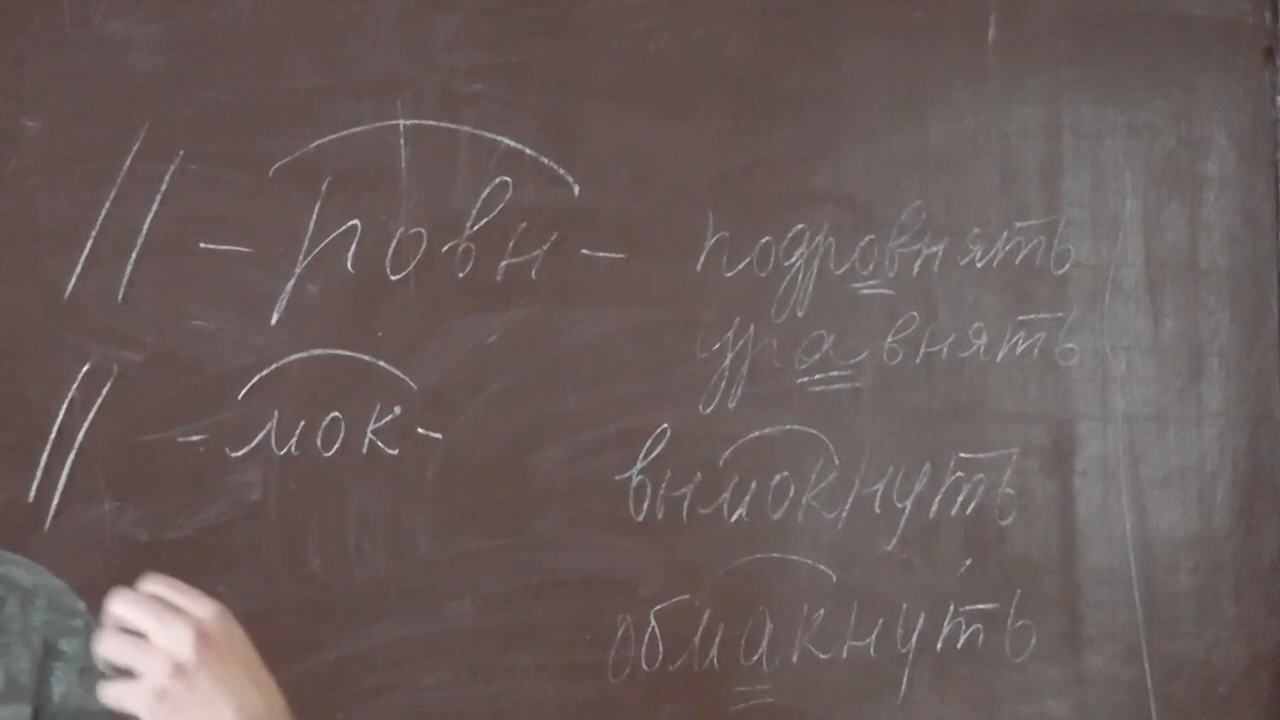 // - ровн - подровнять
уравнять
// - мок - вымокнуть
обмакнуть